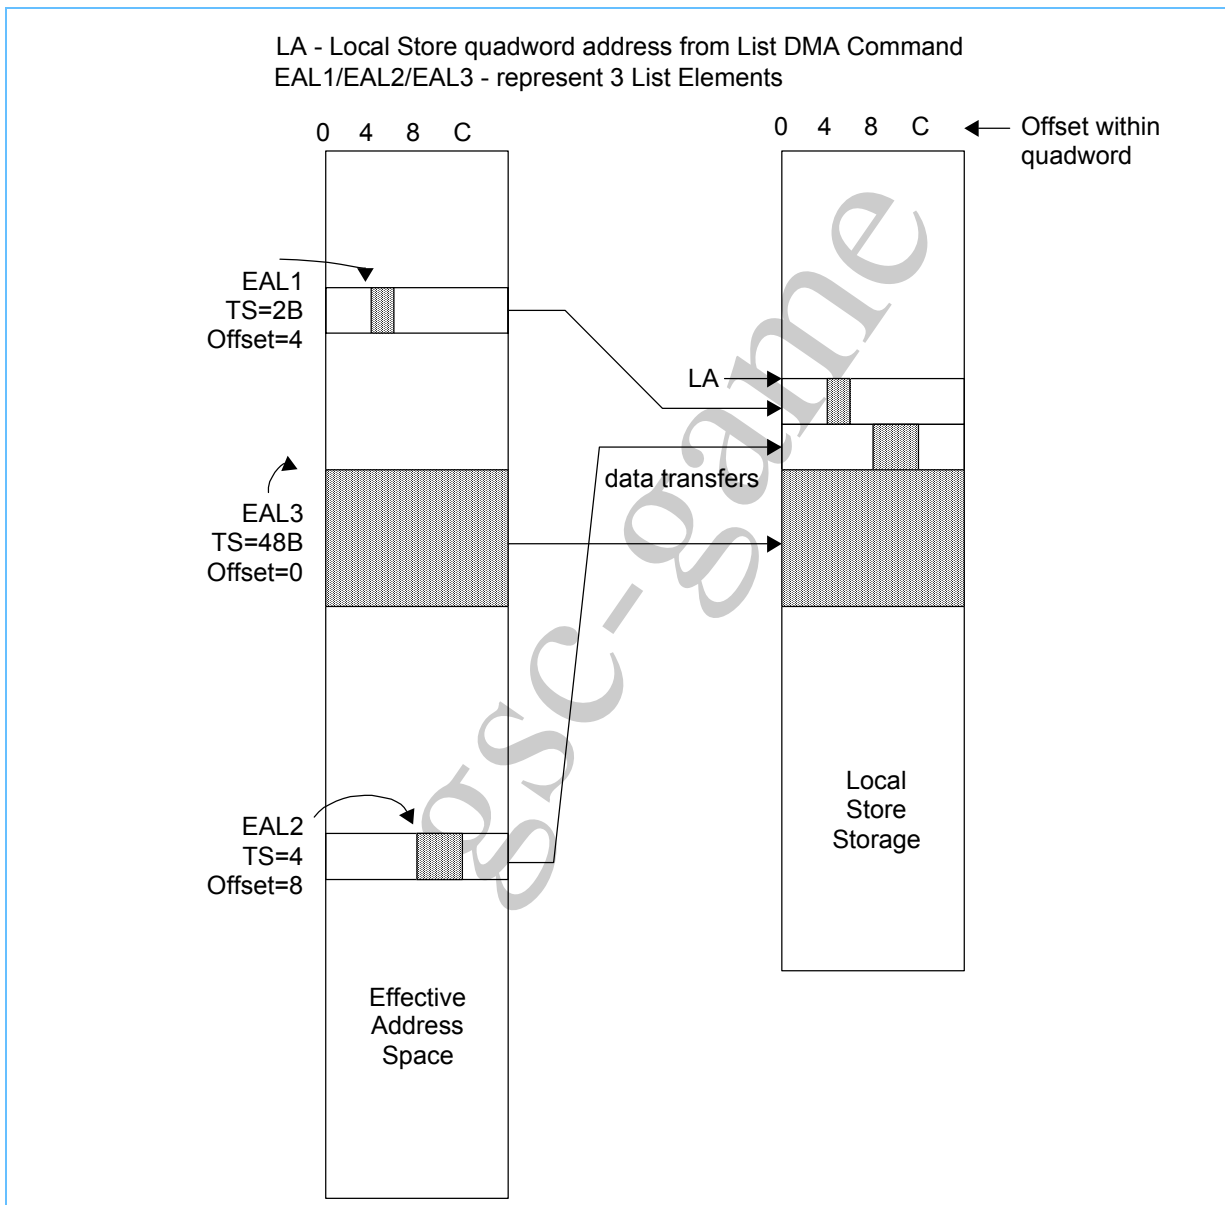 LA - Local Store quadword address from List DMA Command
EAL1/EAL2/EAL3 - represent 3 List Elements
0 4 8 C
0 4 8 C
Offset within
quadword
EAL1
TS=2B
Offset=4
LA
data transfers
EAL3
TS=48B
Offset=0
EAL2
TS=4
Offset=8
Local
Store
Storage
Effective
Address
Space
gsc-game